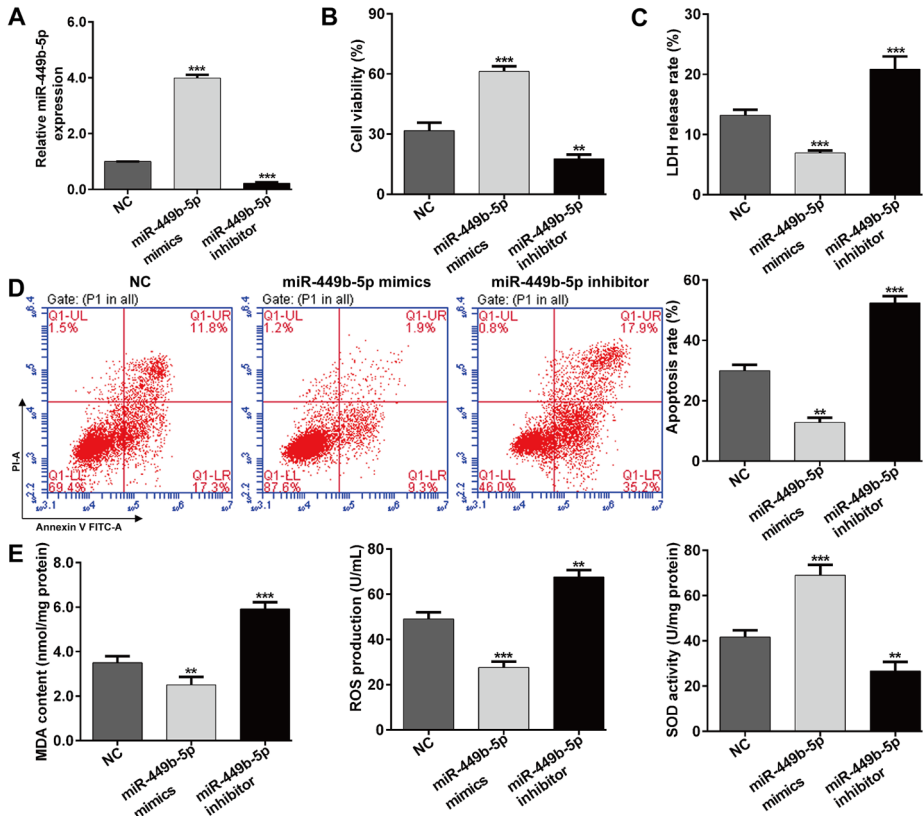 A
Relative miR-449b-5p
expression
6.0
4.0
2.0
0.0
***
***
NC
miR-449b-5p
mimics
miR-449b-5p
inhibitor
B
Cell viability (%)
90
60
30
0
***
**
NC
miR-449b-5p
mimics
miR-449b-5p
inhibitor
C
LDH release rate (%)
30
20
10
0
***
***
NC
miR-449b-5p
mimics
miR-449b-5p
inhibitor
D
NC
Gate: (P1 in all)
Q1-UL
1.5%
Q1-UR
11.8%
Q1-LL
69.4%
Q1-LR
17.3%
PI-A
Annexin V FITC-A
miR-449b-5p mimics
Gate: (P1 in all)
Q1-UL
1.2%
Q1-UR
1.9%
Q1-LL
87.6%
Q1-LR
9.3%
miR-449b-5p inhibitor
Gate: (P1 in all)
Q1-UL
0.8%
Q1-UR
17.9%
Q1-LL
46.0%
Q1-LR
35.2%
Apoptosis rate (%)
60
40
20
0
**
***
NC
miR-449b-5p
mimics
miR-449b-5p
inhibitor
E
MDA content (nmol/mg protein)
8.0
6.0
4.0
2.0
0.0
**
***
NC
miR-449b-5p
mimics
miR-449b-5p
inhibitor
ROS production (U/mL)
80
60
40
20
0
***
**
NC
miR-449b-5p
mimics
miR-449b-5p
inhibitor
SOD activity (U/mg protein)
80
60
40
20
0
***
**
NC
miR-449b-5p
mimics
miR-449b-5p
inhibitor